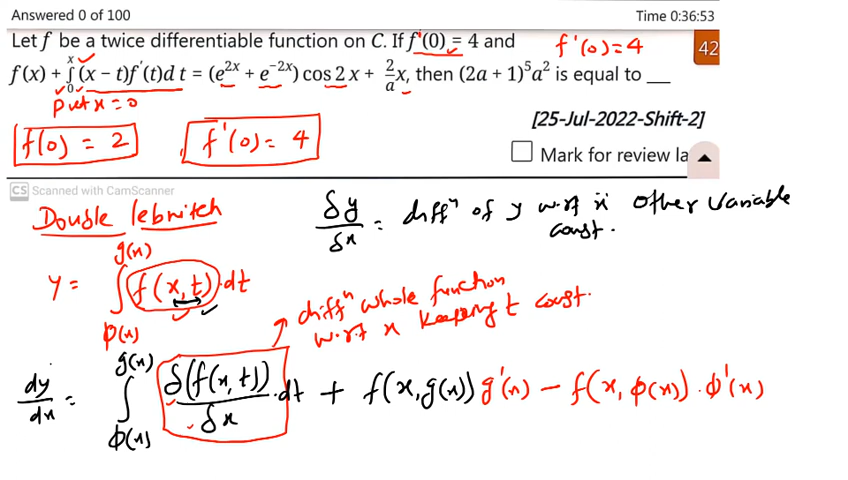 Answered 0 of 100
Time 0:36:53
Let f be a twice differentiable function on C. If f'(0) = 4 and
f'(0) = 4
42
f(x) + ∫₀ˣ (x − t)f'(t)d t = (e^{2x} + e^{−2x}) cos 2 x + 2/a x, then (2a + 1)⁵a² is equal to __
put x = 0
[25-Jul-2022-Shift-2]
f(0) = 2
f'(0) = 4
Mark for review la
CS Scanned with CamScanner
Double lebnitch
δy/δx = diffⁿ of y w.r.t x other variable
const.
y = ∫_{φ(x)}^{g(x)} f(x, t).dt
diffⁿ whole function
w.r.t x keeping t const.
dy/dx = ∫_{φ(x)}^{g(x)} δ(f(x, t))/δx .dt + f(x, g(x)) g'(x) − f(x, φ(x)) . φ'(x)